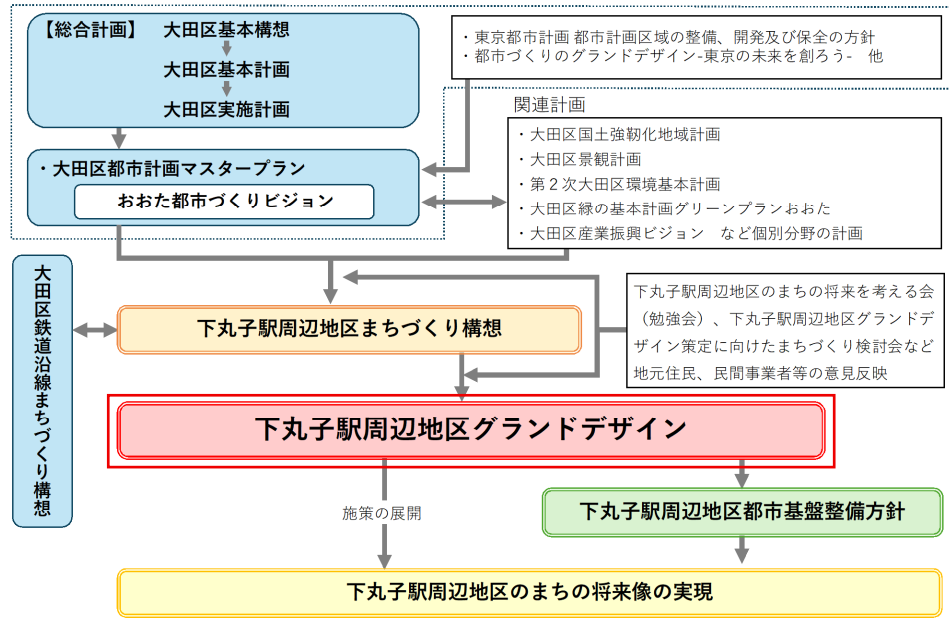 【総合計画】 大田区基本構想
大田区基本計画
大田区実施計画
・東京都市計画 都市計画区域の整備、開発及び保全の方針
・都市づくりのグランドデザイン-東京の未来を創ろう- 他
・大田区都市計画マスタープラン
おおた都市づくりビジョン
関連計画
・大田区国土強靭化地域計画
・大田区景観計画
・第２次大田区環境基本計画
・大田区緑の基本計画グリーンプランおおた
・大田区産業振興ビジョン など個別分野の計画
大田区鉄道沿線まちづくり構想
下丸子駅周辺地区まちづくり構想
下丸子駅周辺地区のまちの将来を考える会
（勉強会）、下丸子駅周辺地区グランドデ
ザイン策定に向けたまちづくり検討会など
地元住民、民間事業者等の意見反映
下丸子駅周辺地区グランドデザイン
施策の展開
下丸子駅周辺地区都市基盤整備方針
下丸子駅周辺地区のまちの将来像の実現